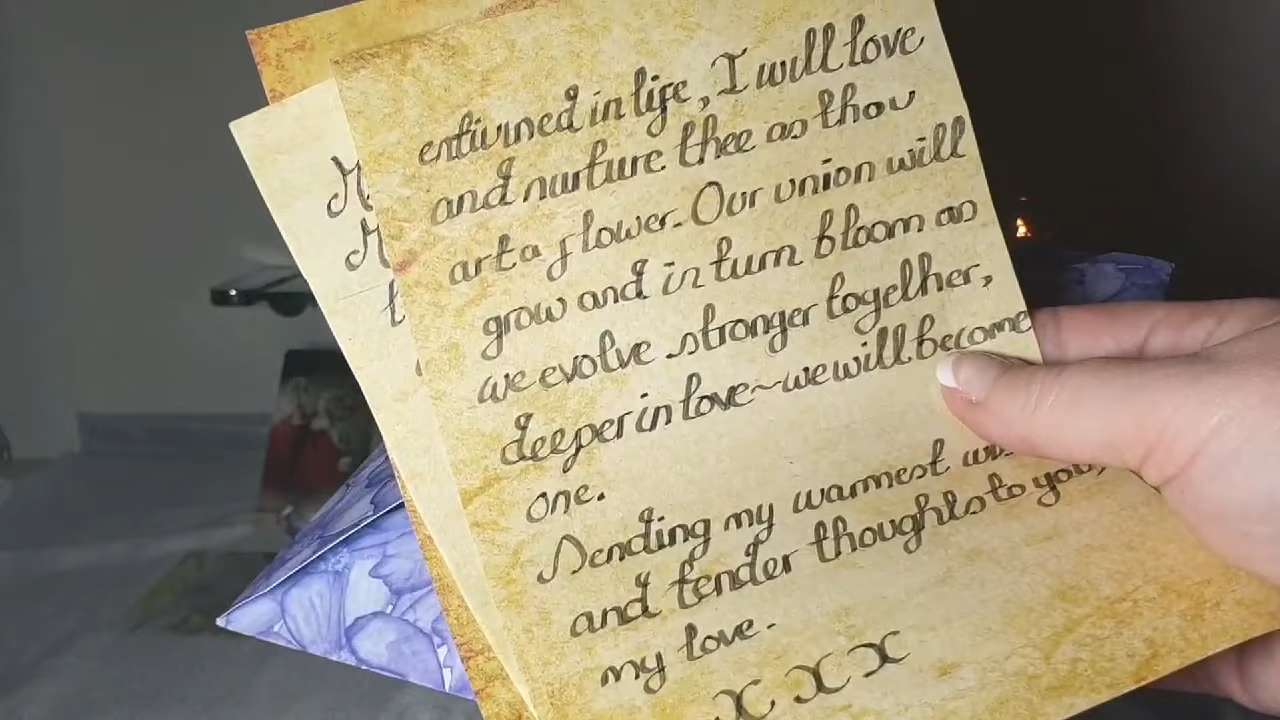 entwined in life, I will love
and nurture thee as thou
art a flower. Our union will
grow and in turn bloom as
we evolve stronger together,
deeper in love~we will become
one.
Sending my warmest
and tender thoughts to you,
my love.
x x x
M
M
t